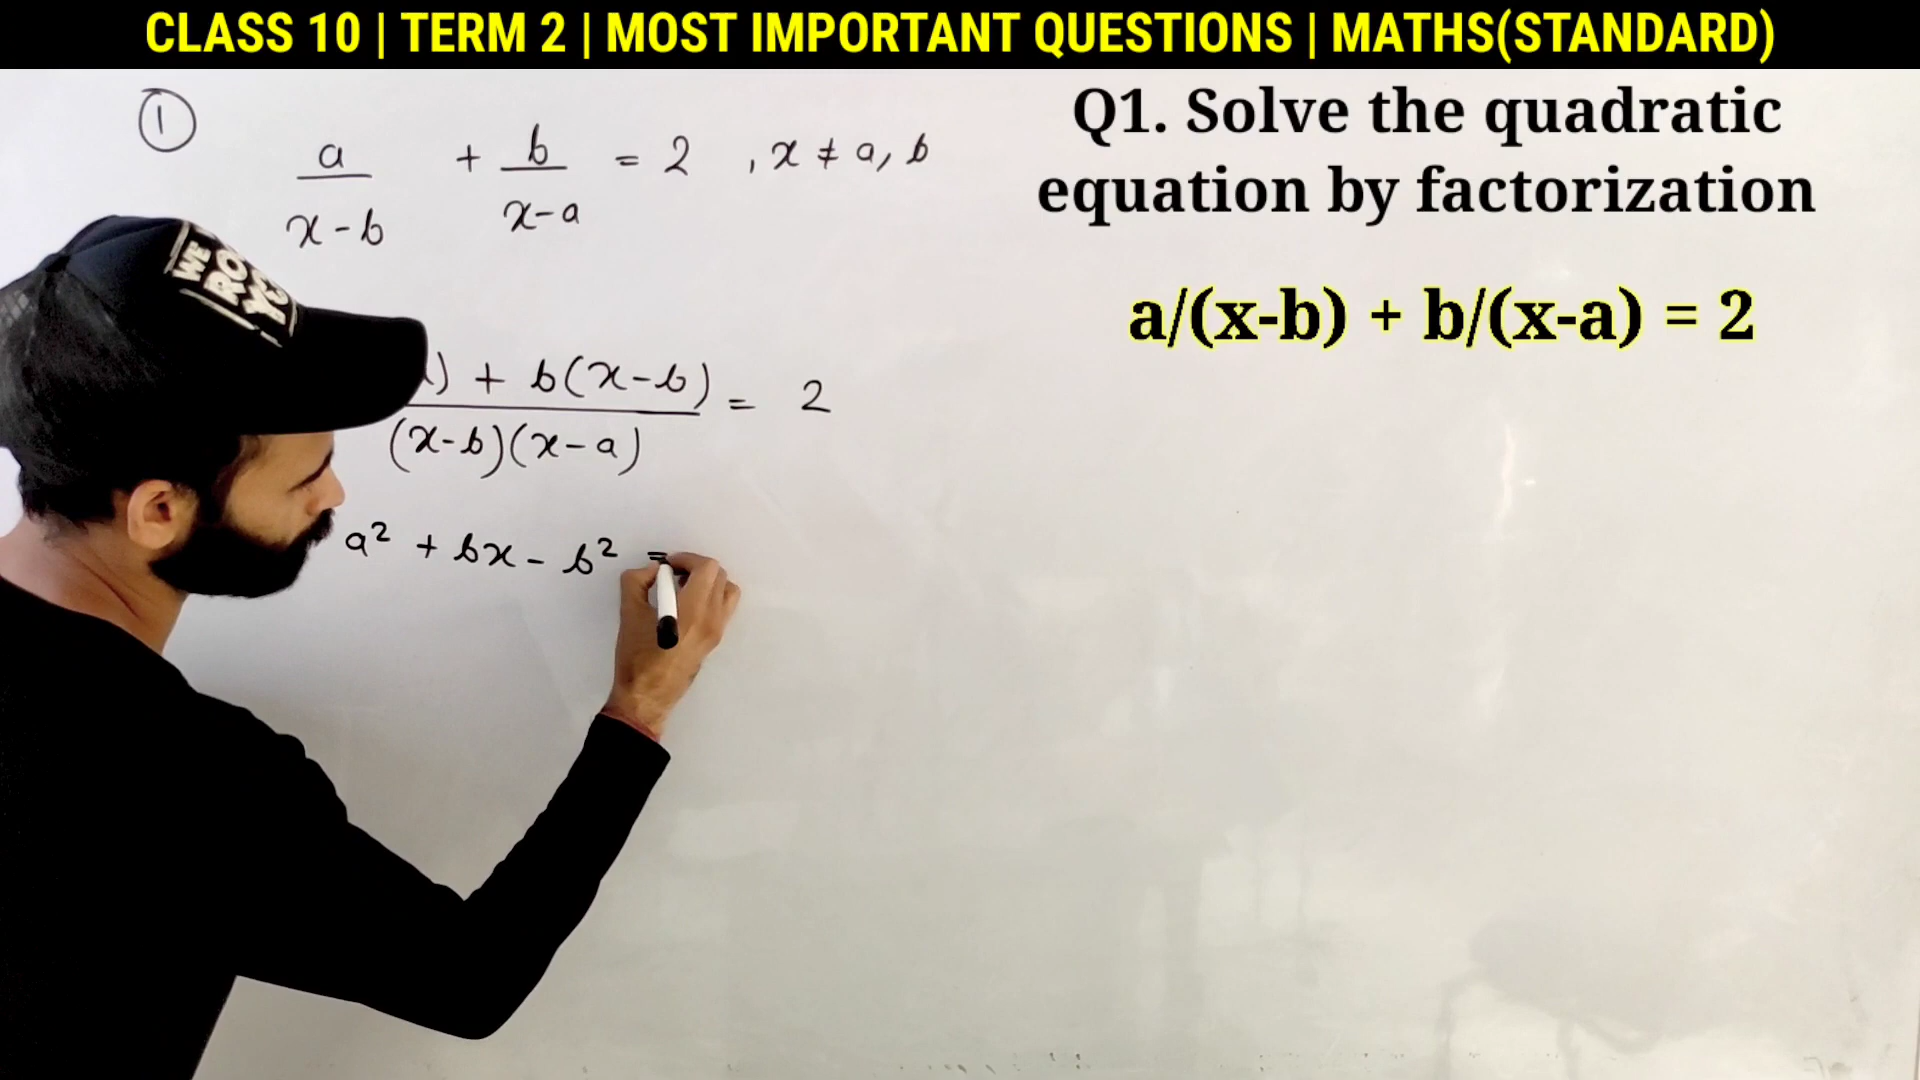 CLASS 10 | TERM 2 | MOST IMPORTANT QUESTIONS | MATHS(STANDARD)
①
a/(x-b) + b/(x-a) = 2 , x ≠ a, b
Q1. Solve the quadratic
equation by factorization
a/(x-b) + b/(x-a) = 2
WE
) + b(x-b) / (x-b)(x-a) = 2
a² + bx - b² =